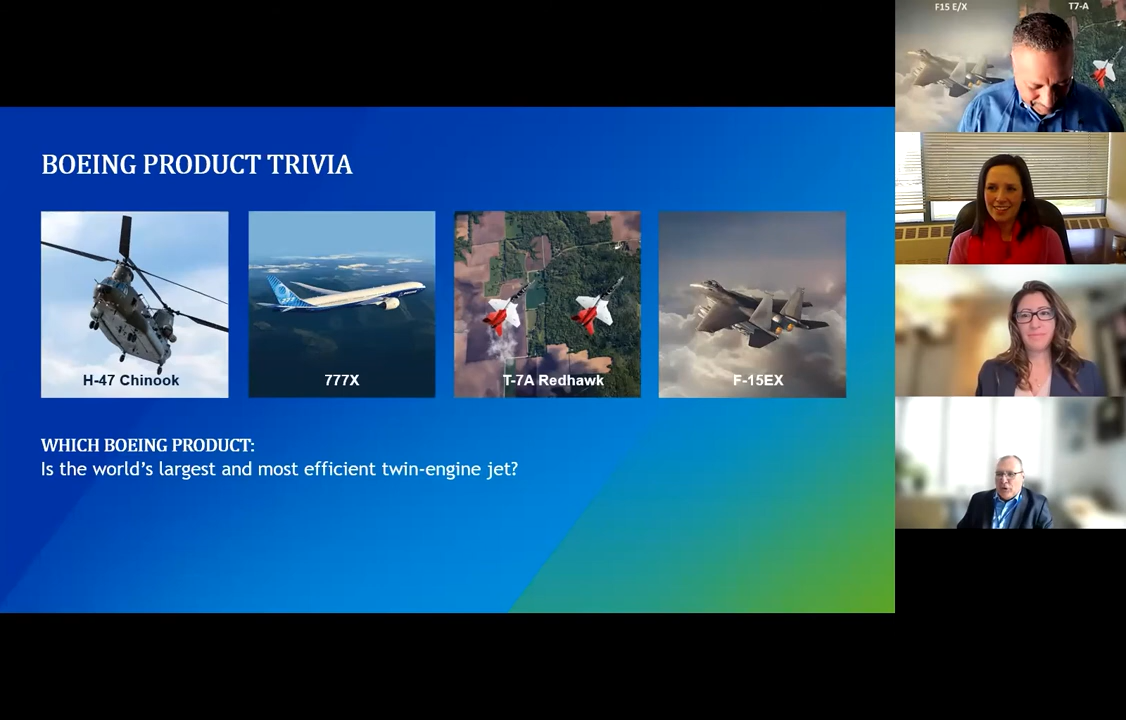 F15 E/X
T7-A
BOEING PRODUCT TRIVIA
H-47 Chinook
777X
T-7A Redhawk
F-15EX
WHICH BOEING PRODUCT:
Is the world’s largest and most efficient twin-engine jet?